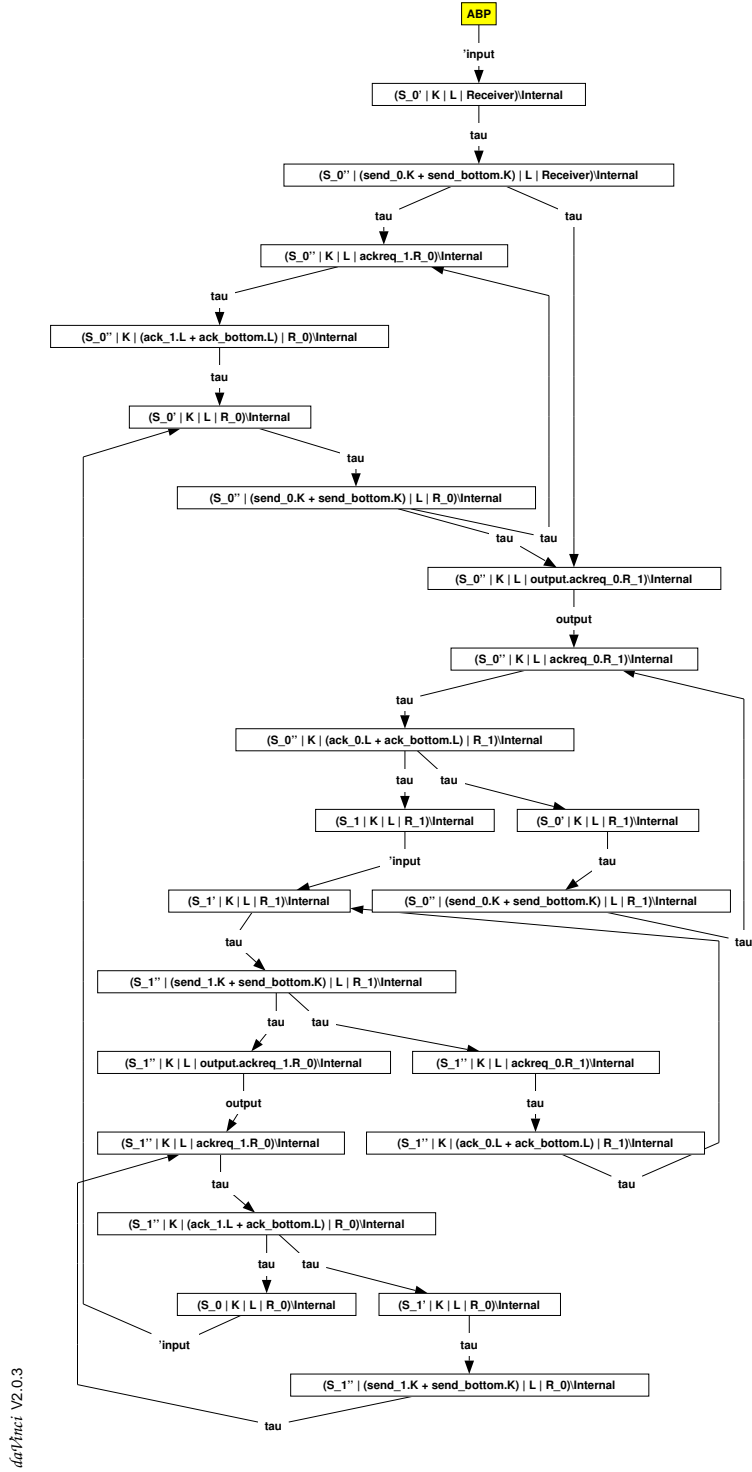 ABP
'input
(S_0' | K | L | Receiver)\Internal
tau
(S_0'' | (send_0.K + send_bottom.K) | L | Receiver)\Internal
tau tau
(S_0'' | K | L | ackreq_1.R_0)\Internal
tau
(S_0'' | K | (ack_1.L + ack_bottom.L) | R_0)\Internal
tau
(S_0' | K | L | R_0)\Internal
tau
(S_0'' | (send_0.K + send_bottom.K) | L | R_0)\Internal
tau tau
(S_0'' | K | L | output.ackreq_0.R_1)\Internal
output
(S_0'' | K | L | ackreq_0.R_1)\Internal
tau
(S_0'' | K | (ack_0.L + ack_bottom.L) | R_1)\Internal
tau tau
(S_1 | K | L | R_1)\Internal (S_0' | K | L | R_1)\Internal
'input tau
(S_1' | K | L | R_1)\Internal (S_0'' | (send_0.K + send_bottom.K) | L | R_1)\Internal
tau tau
(S_1'' | (send_1.K + send_bottom.K) | L | R_1)\Internal
tau tau
(S_1'' | K | L | output.ackreq_1.R_0)\Internal (S_1'' | K | L | ackreq_0.R_1)\Internal
output tau
(S_1'' | K | L | ackreq_1.R_0)\Internal (S_1'' | K | (ack_0.L + ack_bottom.L) | R_1)\Internal
tau tau
(S_1'' | K | (ack_1.L + ack_bottom.L) | R_0)\Internal
tau tau
(S_0 | K | L | R_0)\Internal (S_1' | K | L | R_0)\Internal
'input tau
(S_1'' | (send_1.K + send_bottom.K) | L | R_0)\Internal
tau
daVinci V2.0.3